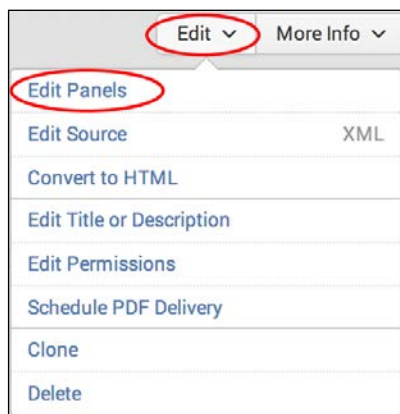 Edit More Info
Edit Panels
Edit Source XML
Convert to HTML
Edit Title or Description
Edit Permissions
Schedule PDF Delivery
Clone
Delete